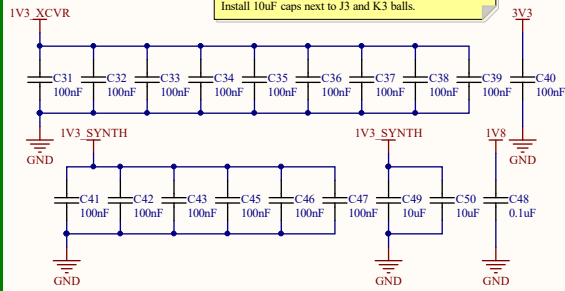 Install 10uF caps next to J3 and K3 balls.
1V3_XCVR
3V3
C31 C32 C33 C34 C35 C36 C37 C38 C39 C40
100nF 100nF 100nF 100nF 100nF 100nF 100nF 100nF 100nF 100nF
GND
1V3_SYNTH
1V3_SYNTH
1V8
GND
C41 C42 C43 C45 C46 C47 C49 C50 C48
100nF 100nF 100nF 100nF 100nF 100nF 10uF 10uF 0.1uF
GND
GND
GND